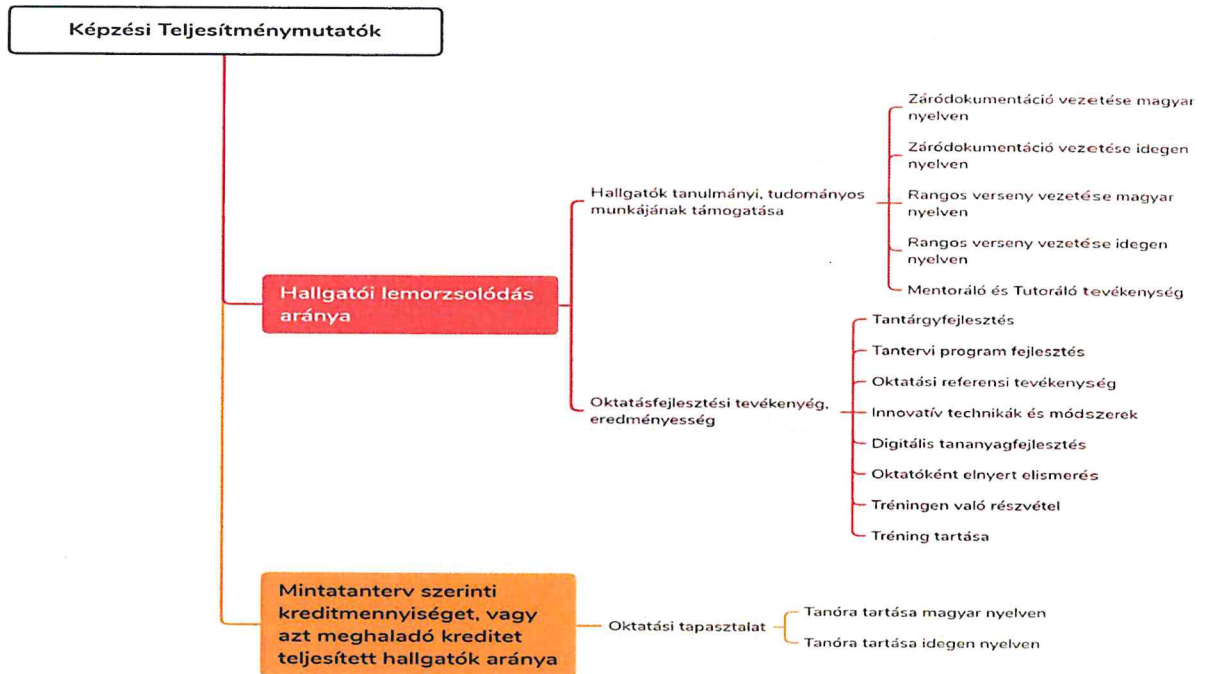 Képzési Teljesítménymutatók
Hallgatói lemorzsolódás
aránya
Hallgatók tanulmányi, tudományos
munkájának támogatása
Záródokumentáció vezetése magyar
nyelven
Záródokumentáció vezetése idegen
nyelven
Rangos verseny vezetése magyar
nyelven
Rangos verseny vezetése idegen
nyelven
Mentoráló és Tutoráló tevékenység
Oktatásfejlesztési tevékenyég,
eredményesség
Tantárgyfejlesztés
Tantervi program fejlesztés
Oktatási referensi tevékenység
Innovatív technikák és módszerek
Digitális tananyagfejlesztés
Oktatóként elnyert elismerés
Tréningen való részvétel
Tréning tartása
Mintatanterv szerinti
kreditmennyiséget, vagy
azt meghaladó kreditet
teljesített hallgatók aránya
Oktatási tapasztalat
Tanóra tartása magyar nyelven
Tanóra tartása idegen nyelven